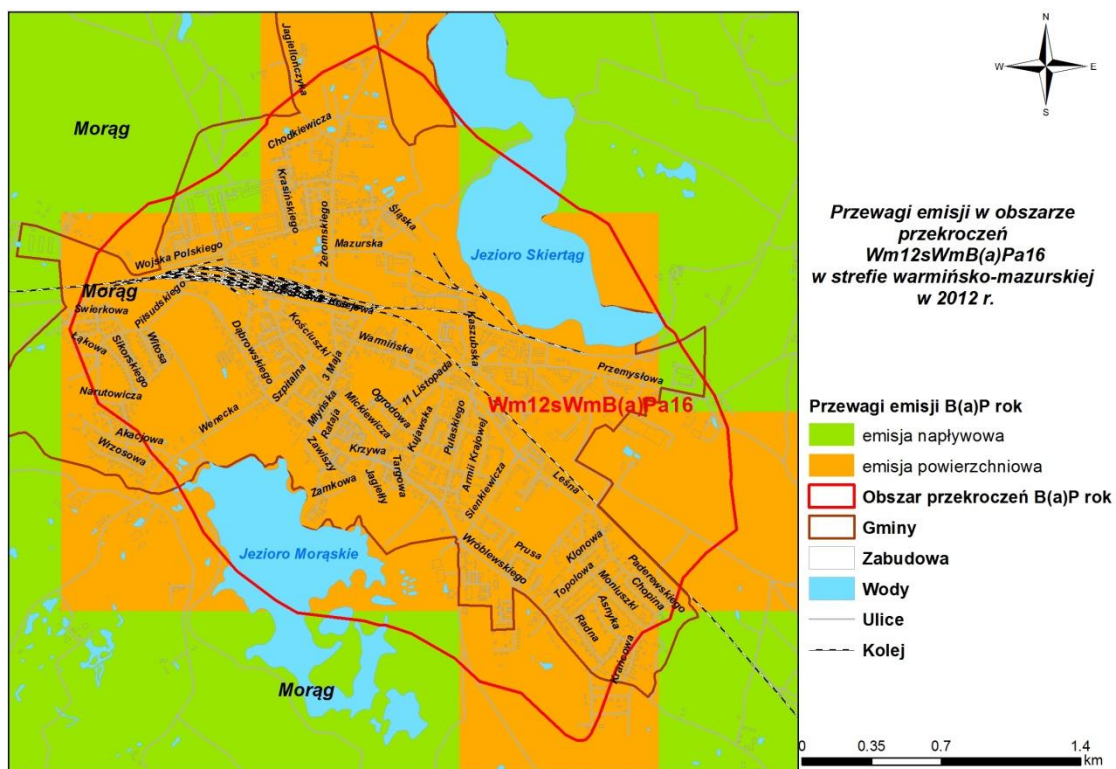 Jagiellończyka
Morąg
Chodkiewicza
Krasińskiego
Żeromskiego
Śląska
Mazurska
Jezioro Skiertąg
Wojska Polskiego
Morąg
Świerkowa
Piłsudskiego
Łąkowa
Sikorskiego
Witosa
Dąbrowskiego
Kościuszki
Warmińska
Kaszubska
Przemysłowa
Szpitalna
3 Maja
Narutowicza
Wenecka
Młyńska
Rataja
Mickiewicza
Ogrodowa
11 Listopada
Wm12sWmB(a)Pa16
Akacjowa
Wrzosowa
Zawiszy
Krzywa
Kujawska
Pułaskiego
Armii Krajowej
Zamkowa
Jagiełły
Targowa
Sienkiewicza
Leśna
Jezioro Morąskie
Wróblewskiego
Prusa
Klonowa
Topolowa
Moniuszki
Paderewskiego
Chopina
Asnyka
Radna
Krańcowa
Morąg
N
W
E
S
Przewagi emisji w obszarze
przekroczeń
Wm12sWmB(a)Pa16
w strefie warmińsko-mazurskiej
w 2012 r.
Przewagi emisji B(a)P rok
emisja napływowa
emisja powierzchniowa
Obszar przekroczeń B(a)P rok
Gminy
Zabudowa
Wody
Ulice
Kolej
0 0.35 0.7 1.4
km